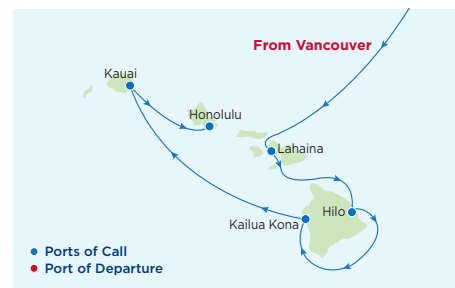 From Vancouver
Kauai
Honolulu
Lahaina
Hilo
Kailua Kona
Ports of Call
Port of Departure